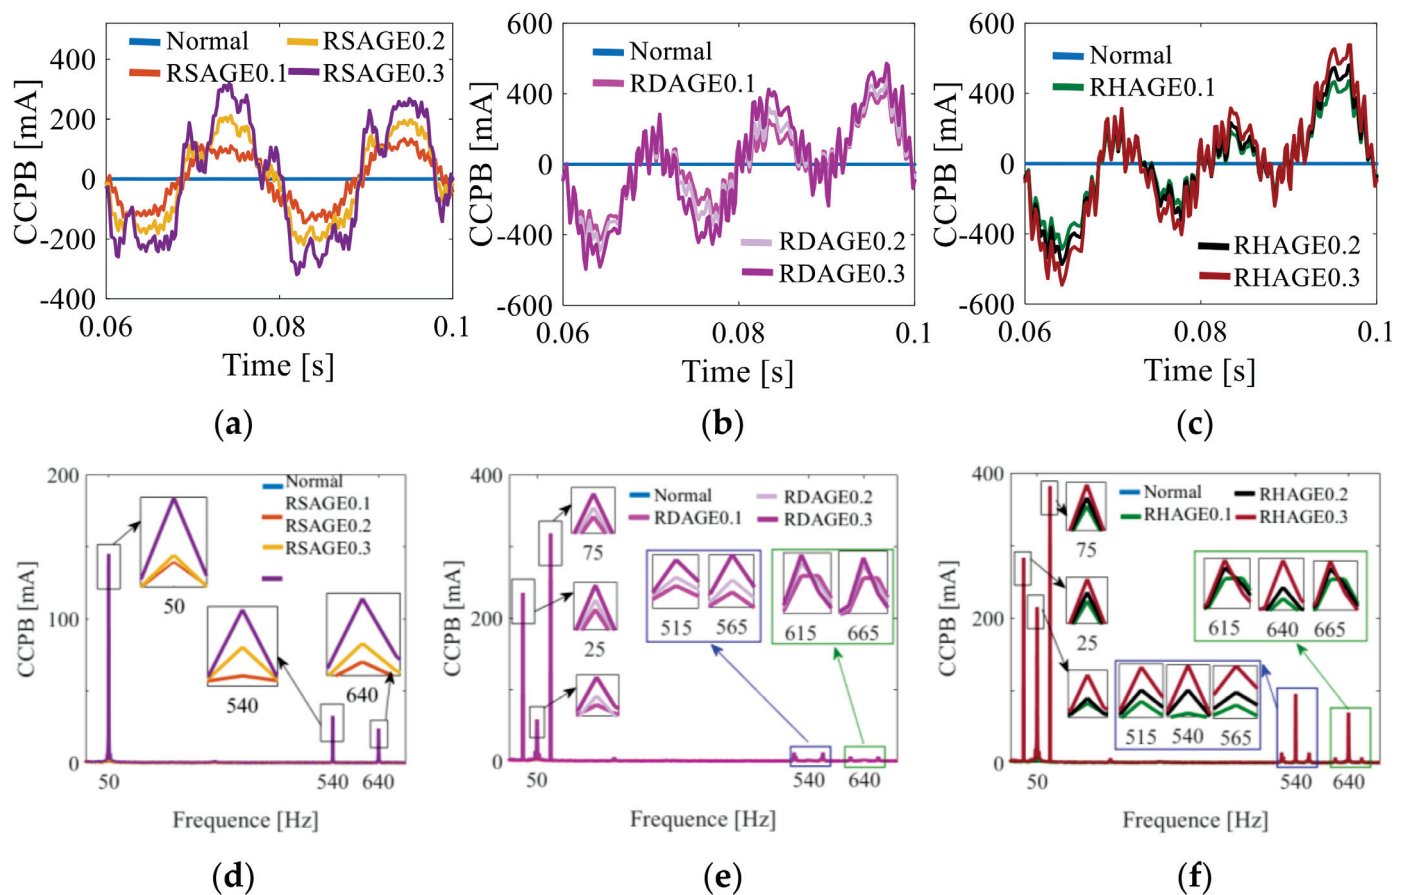 Normal RSAGE0.2
RSAGE0.1 RSAGE0.3
400
200
0
-200
-400
0.06 0.08 0.1
CCPB [mA]
Time [s]
(a)
600
400
0
-400
-600
Normal
RDAGE0.1
RDAGE0.2
RDAGE0.3
0.06 0.08 0.1
CCPB [mA]
Time [s]
(b)
600
400
0
-400
-600
Normal
RHAGE0.1
RHAGE0.2
RHAGE0.3
0.06 0.08 0.1
CCPB [mA]
Time [s]
(c)
200
100
0
Normal
RSAGE0.1
RSAGE0.2
RSAGE0.3
50
540
640
50 540 640
CCPB [mA]
Frequence [Hz]
(d)
400
200
0
Normal RDAGE0.2
RDAGE0.1 RDAGE0.3
75
25
515 565
615 665
50 540 640
CCPB [mA]
Frequence [Hz]
(e)
400
200
0
Normal RHAGE0.2
RHAGE0.1 RHAGE0.3
75
25
615 640 665
515 540 565
50 540 640
CCPB [mA]
Frequence [Hz]
(f)